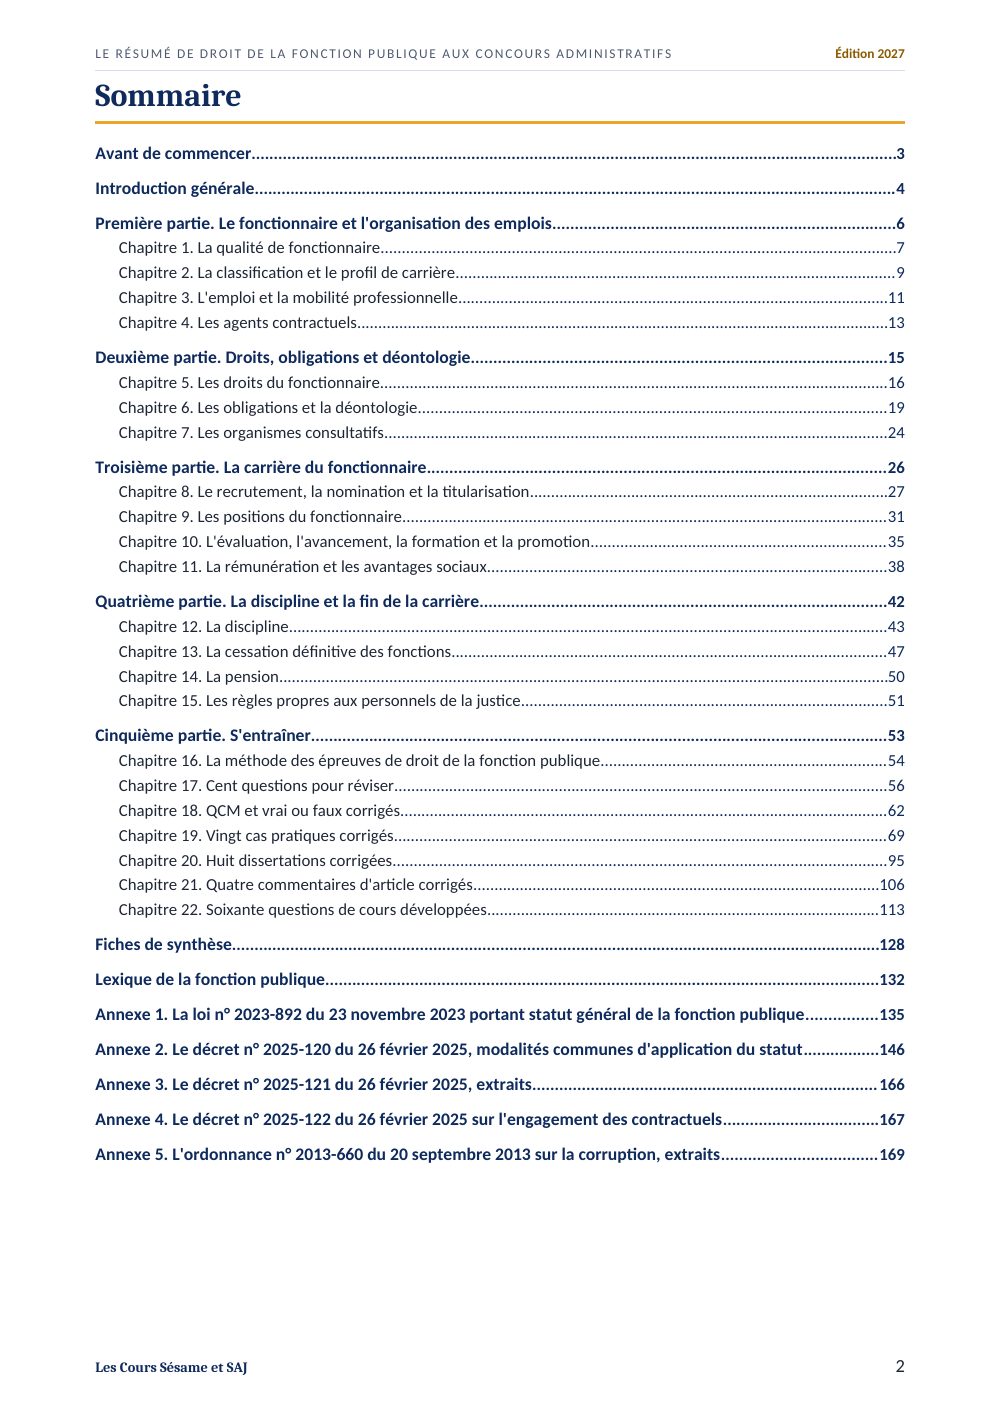 LE RÉSUMÉ DE DROIT DE LA FONCTION PUBLIQUE AUX CONCOURS ADMINISTRATIFS Édition 2027
Sommaire
Avant de commencer 3
Introduction générale 4
Première partie. Le fonctionnaire et l'organisation des emplois 6
Chapitre 1. La qualité de fonctionnaire 7
Chapitre 2. La classification et le profil de carrière 9
Chapitre 3. L'emploi et la mobilité professionnelle 11
Chapitre 4. Les agents contractuels 13
Deuxième partie. Droits, obligations et déontologie 15
Chapitre 5. Les droits du fonctionnaire 16
Chapitre 6. Les obligations et la déontologie 19
Chapitre 7. Les organismes consultatifs 24
Troisième partie. La carrière du fonctionnaire 26
Chapitre 8. Le recrutement, la nomination et la titularisation 27
Chapitre 9. Les positions du fonctionnaire 31
Chapitre 10. L'évaluation, l'avancement, la formation et la promotion 35
Chapitre 11. La rémunération et les avantages sociaux 38
Quatrième partie. La discipline et la fin de la carrière 42
Chapitre 12. La discipline 43
Chapitre 13. La cessation définitive des fonctions 47
Chapitre 14. La pension 50
Chapitre 15. Les règles propres aux personnels de la justice 51
Cinquième partie. S'entraîner 53
Chapitre 16. La méthode des épreuves de droit de la fonction publique 54
Chapitre 17. Cent questions pour réviser 56
Chapitre 18. QCM et vrai ou faux corrigés 62
Chapitre 19. Vingt cas pratiques corrigés 69
Chapitre 20. Huit dissertations corrigées 95
Chapitre 21. Quatre commentaires d'article corrigés 106
Chapitre 22. Soixante questions de cours développées 113
Fiches de synthèse 128
Lexique de la fonction publique 132
Annexe 1. La loi n° 2023-892 du 23 novembre 2023 portant statut général de la fonction publique 135
Annexe 2. Le décret n° 2025-120 du 26 février 2025, modalités communes d'application du statut 146
Annexe 3. Le décret n° 2025-121 du 26 février 2025, extraits 166
Annexe 4. Le décret n° 2025-122 du 26 février 2025 sur l'engagement des contractuels 167
Annexe 5. L'ordonnance n° 2013-660 du 20 septembre 2013 sur la corruption, extraits 169
Les Cours Sésame et SAJ 2